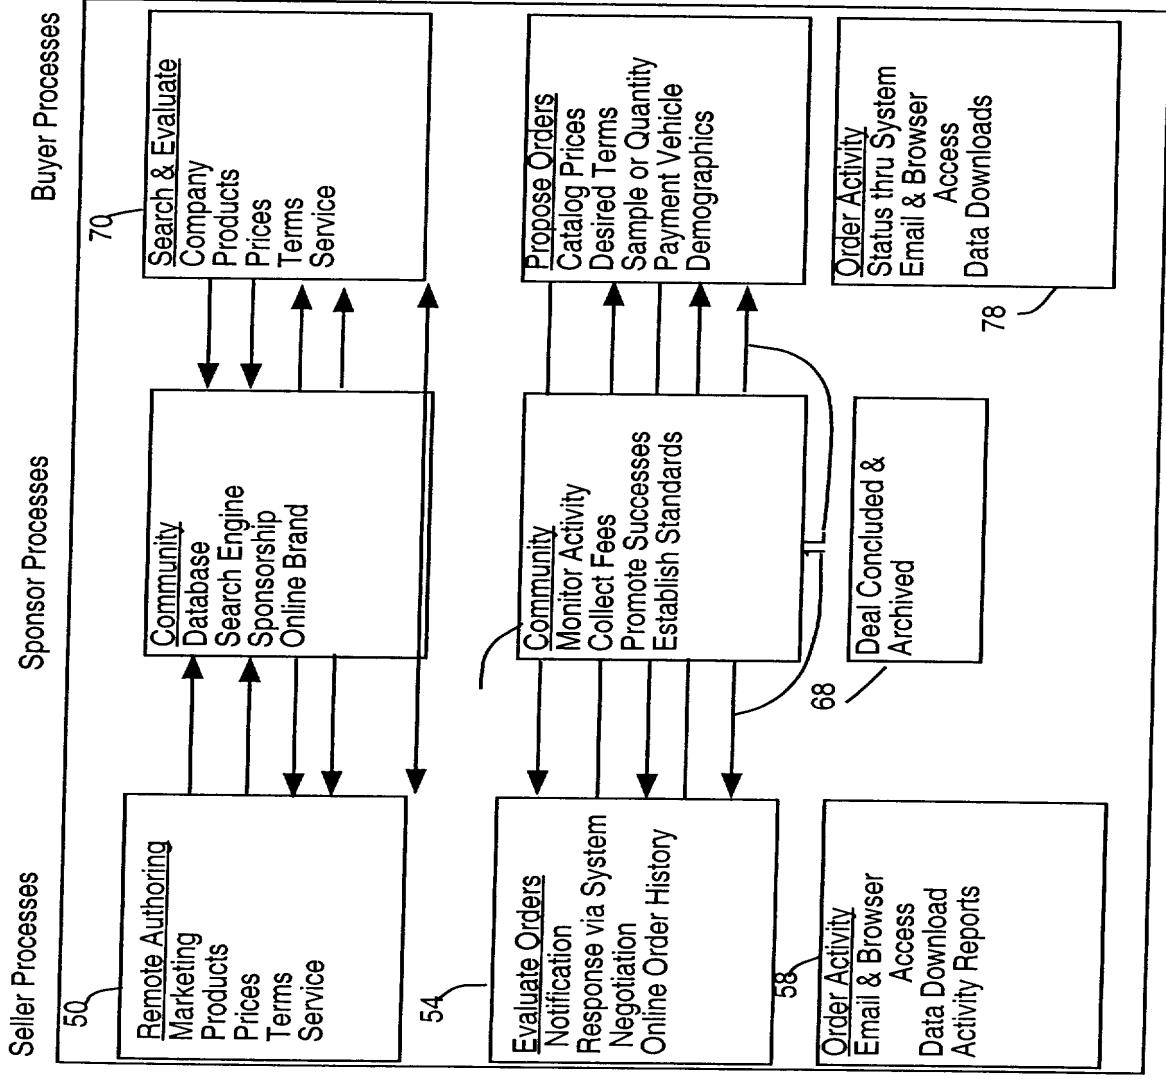 Seller Processes
Sponsor Processes
Buyer Processes
50
Remote Authoring
Marketing
Products
Prices
Terms
Service
Community
Database
Search Engine
Sponsorship
Online Brand
70
Search & Evaluate
Company
Products
Prices
Terms
Service
54
Evaluate Orders
Notification
Response via System
Negotiation
Online Order History
Community
Monitor Activity
Collect Fees
Promote Successes
Establish Standards
Propose Orders
Catalog Prices
Desired Terms
Sample or Quantity
Payment Vehicle
Demographics
58
Order Activity
Email & Browser
Access
Data Download
Activity Reports
68
Deal Concluded &
Archived
78
Order Activity
Status thru System
Email & Browser
Access
Data Downloads